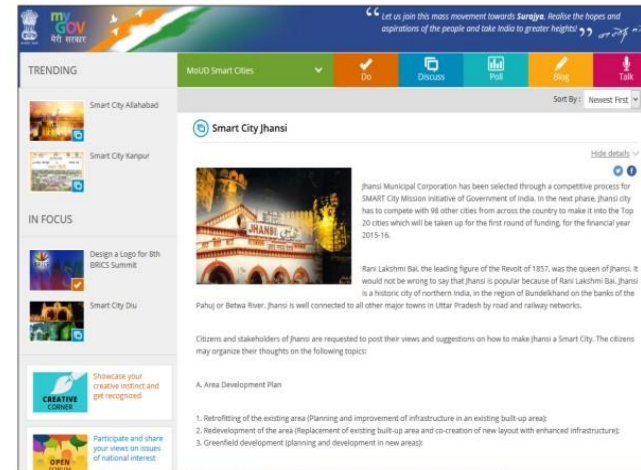 my
GOV
मेरी सरकार
Let us join this mass movement towards Surajya. Realise the hopes and
aspirations of the people and take India to greater heights!
TRENDING
Smart City Allahabad
Smart City Kanpur
IN FOCUS
Design a Logo for 8th
BRICS Summit
Smart City Diu
CREATIVE
CORNER
Showcase your
creative instinct and
get recognized
OPEN
FORUM
Participate and share
your views on issues
of national interest
MoUD Smart Cities
Do
Discuss
Poll
Blog
Talk
Sort By : Newest First
Smart City Jhansi
Hide details
JHANSI
Jhansi Municipal Corporation has been selected through a competitive process for
SMART City Mission initiative of Government of India. In the next phase, Jhansi city
has to compete with 98 other cities from across the country to make it into the Top
20 cities which will be taken up for the first round of funding, for the financial year
2015-16.
Rani Lakshmi Bai, the leading figure of the Revolt of 1857, was the queen of Jhansi. It
would not be wrong to say that Jhansi is popular because of Rani Lakshmi Bai. Jhansi
is a historic city of northern India, in the region of Bundelkhand on the banks of the
Pahuj or Betwa River. Jhansi is well connected to all other major towns in Uttar Pradesh by road and railway networks.
Citizens and stakeholders of Jhansi are requested to post their views and suggestions on how to make Jhansi a Smart City. The citizens
may organize their thoughts on the following topics:
A. Area Development Plan
1. Retrofitting of the existing area (Planning and improvement of infrastructure in an existing built-up area);
2. Redevelopment of the area (Replacement of existing built-up area and co-creation of new layout with enhanced infrastructure);
3. Greenfield development (planning and development in new areas):